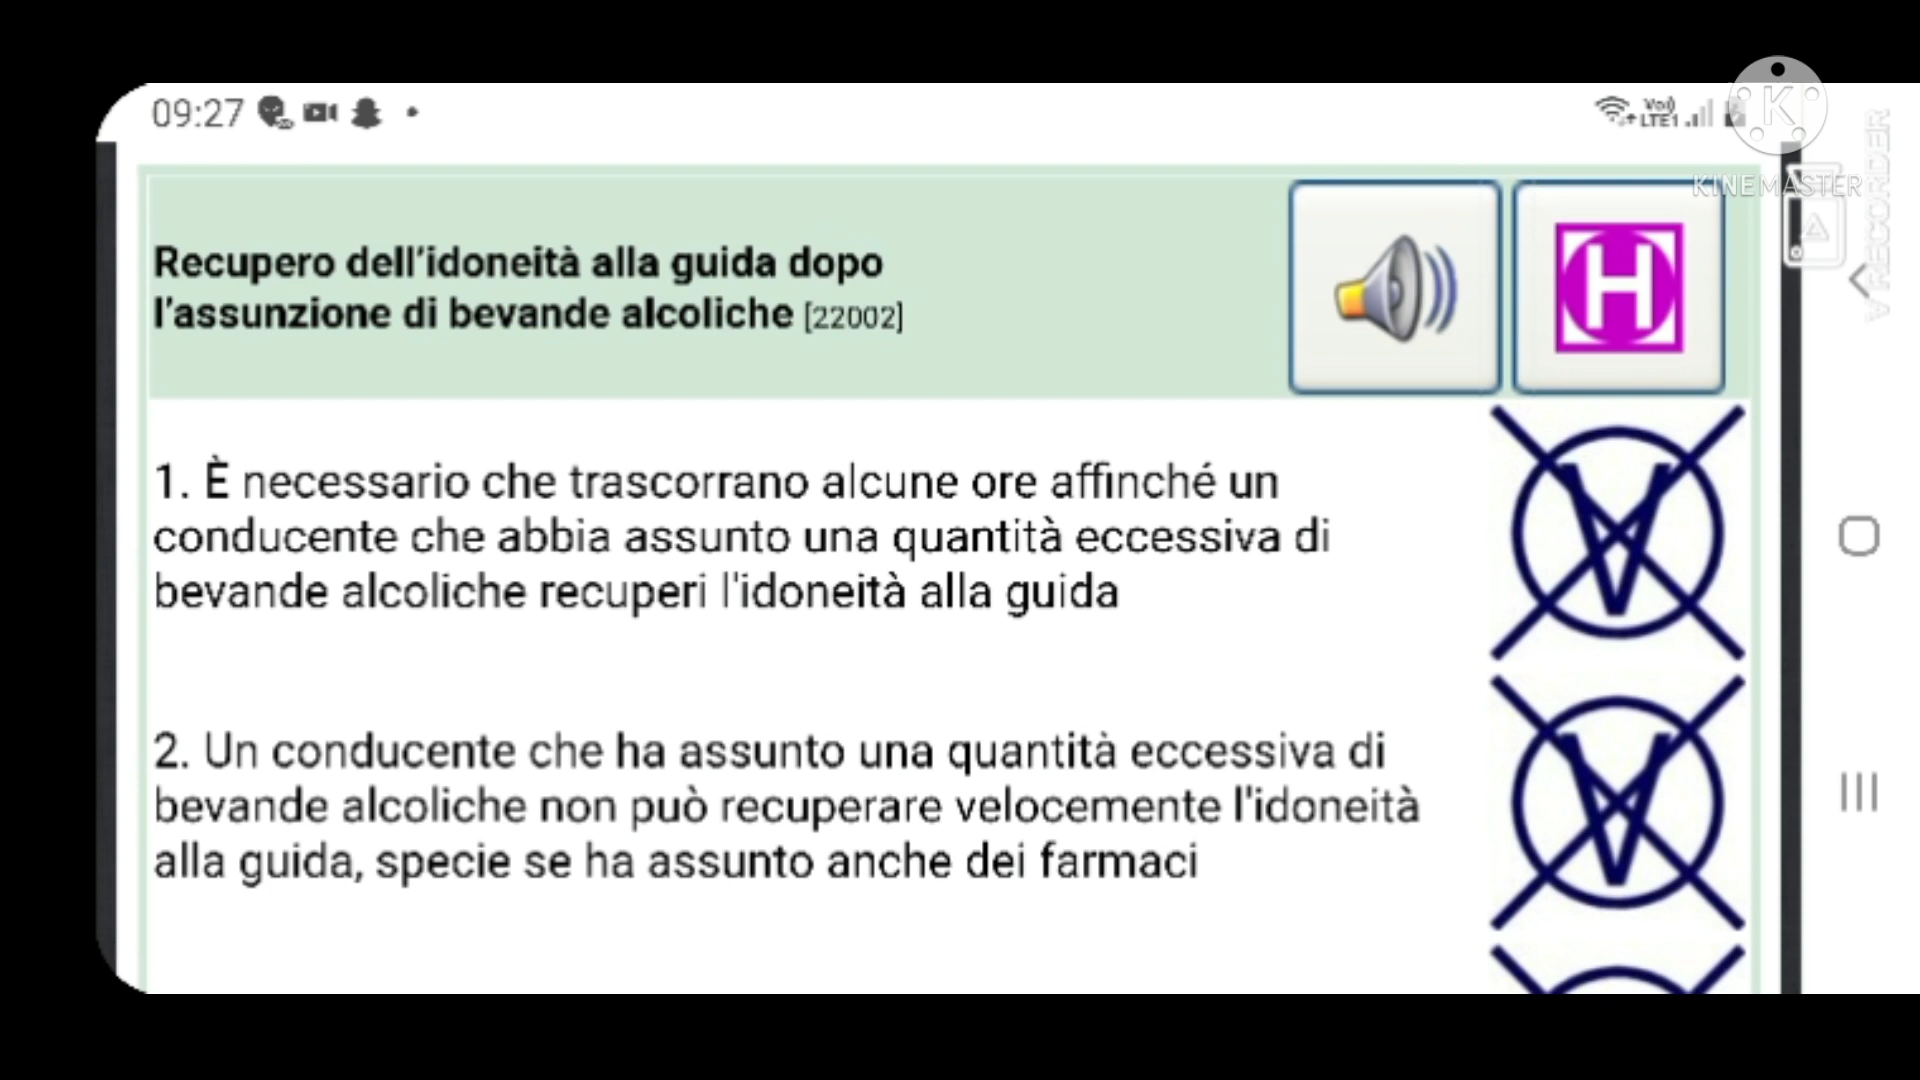 09:27
Vo))
LTE1
KINEMASTER
A RECORDER
Recupero dell'idoneità alla guida dopo
l'assunzione di bevande alcoliche [22002]
H
1. È necessario che trascorrano alcune ore affinché un
conducente che abbia assunto una quantità eccessiva di
bevande alcoliche recuperi l'idoneità alla guida
V
2. Un conducente che ha assunto una quantità eccessiva di
bevande alcoliche non può recuperare velocemente l'idoneità
alla guida, specie se ha assunto anche dei farmaci
V